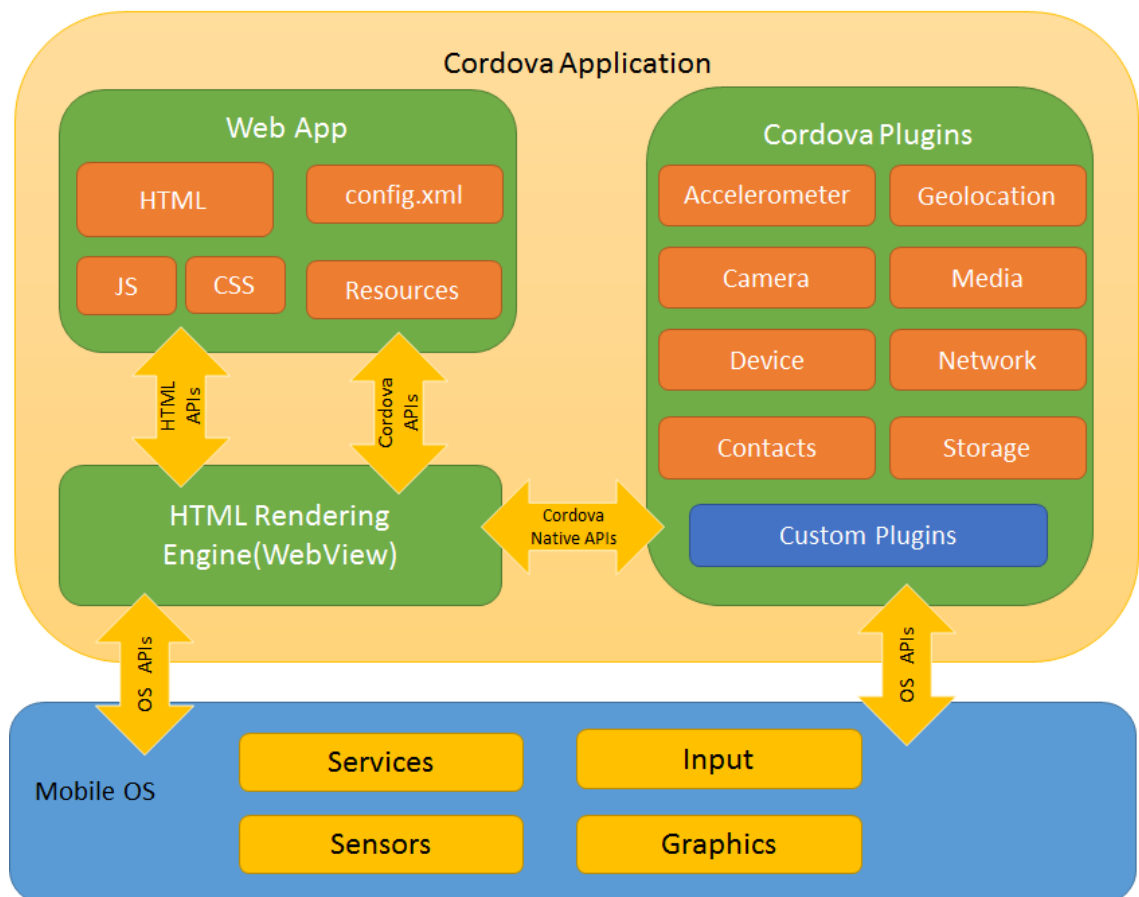 Cordova Application
Web App
HTML
config.xml
JS
CSS
Resources
HTML
APIs
Cordova
APIs
HTML Rendering
Engine(WebView)
Cordova
Native APIs
Cordova Plugins
Accelerometer
Geolocation
Camera
Media
Device
Network
Contacts
Storage
Custom Plugins
OS APIs
OS APIs
Mobile OS
Services
Input
Sensors
Graphics